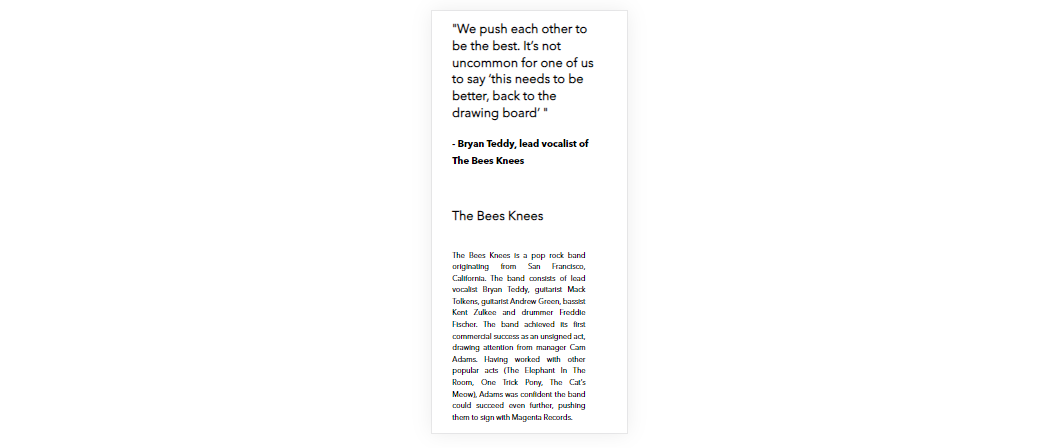 "We push each other to
be the best. It’s not
uncommon for one of us
to say ‘this needs to be
better, back to the
drawing board’ "
- Bryan Teddy, lead vocalist of
The Bees Knees
The Bees Knees
The Bees Knees is a pop rock band
originating from San Francisco,
California. The band consists of lead
vocalist Bryan Teddy, guitarist Mack
Tolkens, guitarist Andrew Green, bassist
Kent Zulkee and drummer Freddie
Fischer. The band achieved its first
commercial success as an unsigned act,
drawing attention from manager Cam
Adams. Having worked with other
popular acts (The Elephant In The
Room, One Trick Pony, The Cat's
Meow), Adams was confident the band
could succeed even further, pushing
them to sign with Magenta Records.